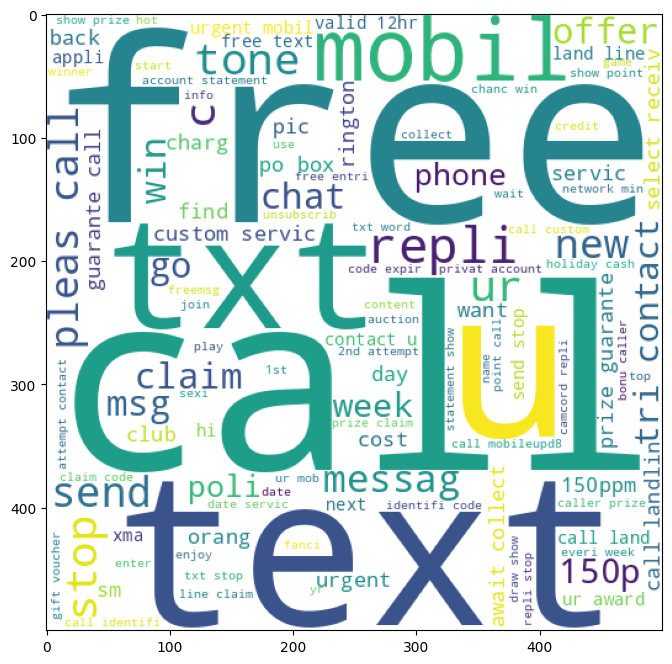 0
show prize hot
urgent mobil
valid 12hr
offer
back
free text
mobil
tone
land line
appli
winner
start
account statement
show point
game
chanc win
info
c
free
100
pic
use
rington
collect
credit
select receiv
charg
win
po box
free entri
servic
guarante call
pleas call
chat
phone
network min
wait
find
unsubscrib
txt word
call custom
200
custom servic
repli
new
tri contact
txt
go
code expir
privat account
holiday cash
freemsg
join
content
ur
auction
want
prize guarante
contact u
2nd attempt
play
call
u
300
claim
1st
sexi
day
statement show
name
point call
send stop
camcord repli
bonu caller
top
attempt contact
msg
week
prize claim
club
hi
cost
call mobileupd8
claim code
ur mob
messag
150ppm
call landlin
send
poli
date
date servic
next
identifi code
caller prize
400
text
stop
xma
orang
call land
everi week
await collect
draw show
repli stop
gift voucher
enjoy
fanci
enter
txt stop
urgent
150p
sm
line claim
yr
ur award
call identifi
500
0
100
200
300
400